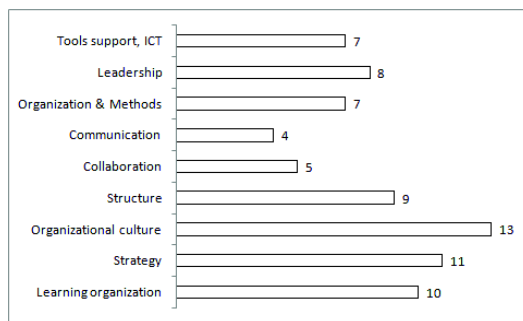 Tools support, ICT 7
Leadership 8
Organization & Methods 7
Communication 4
Collaboration 5
Structure 9
Organizational culture 13
Strategy 11
Learning organization 10